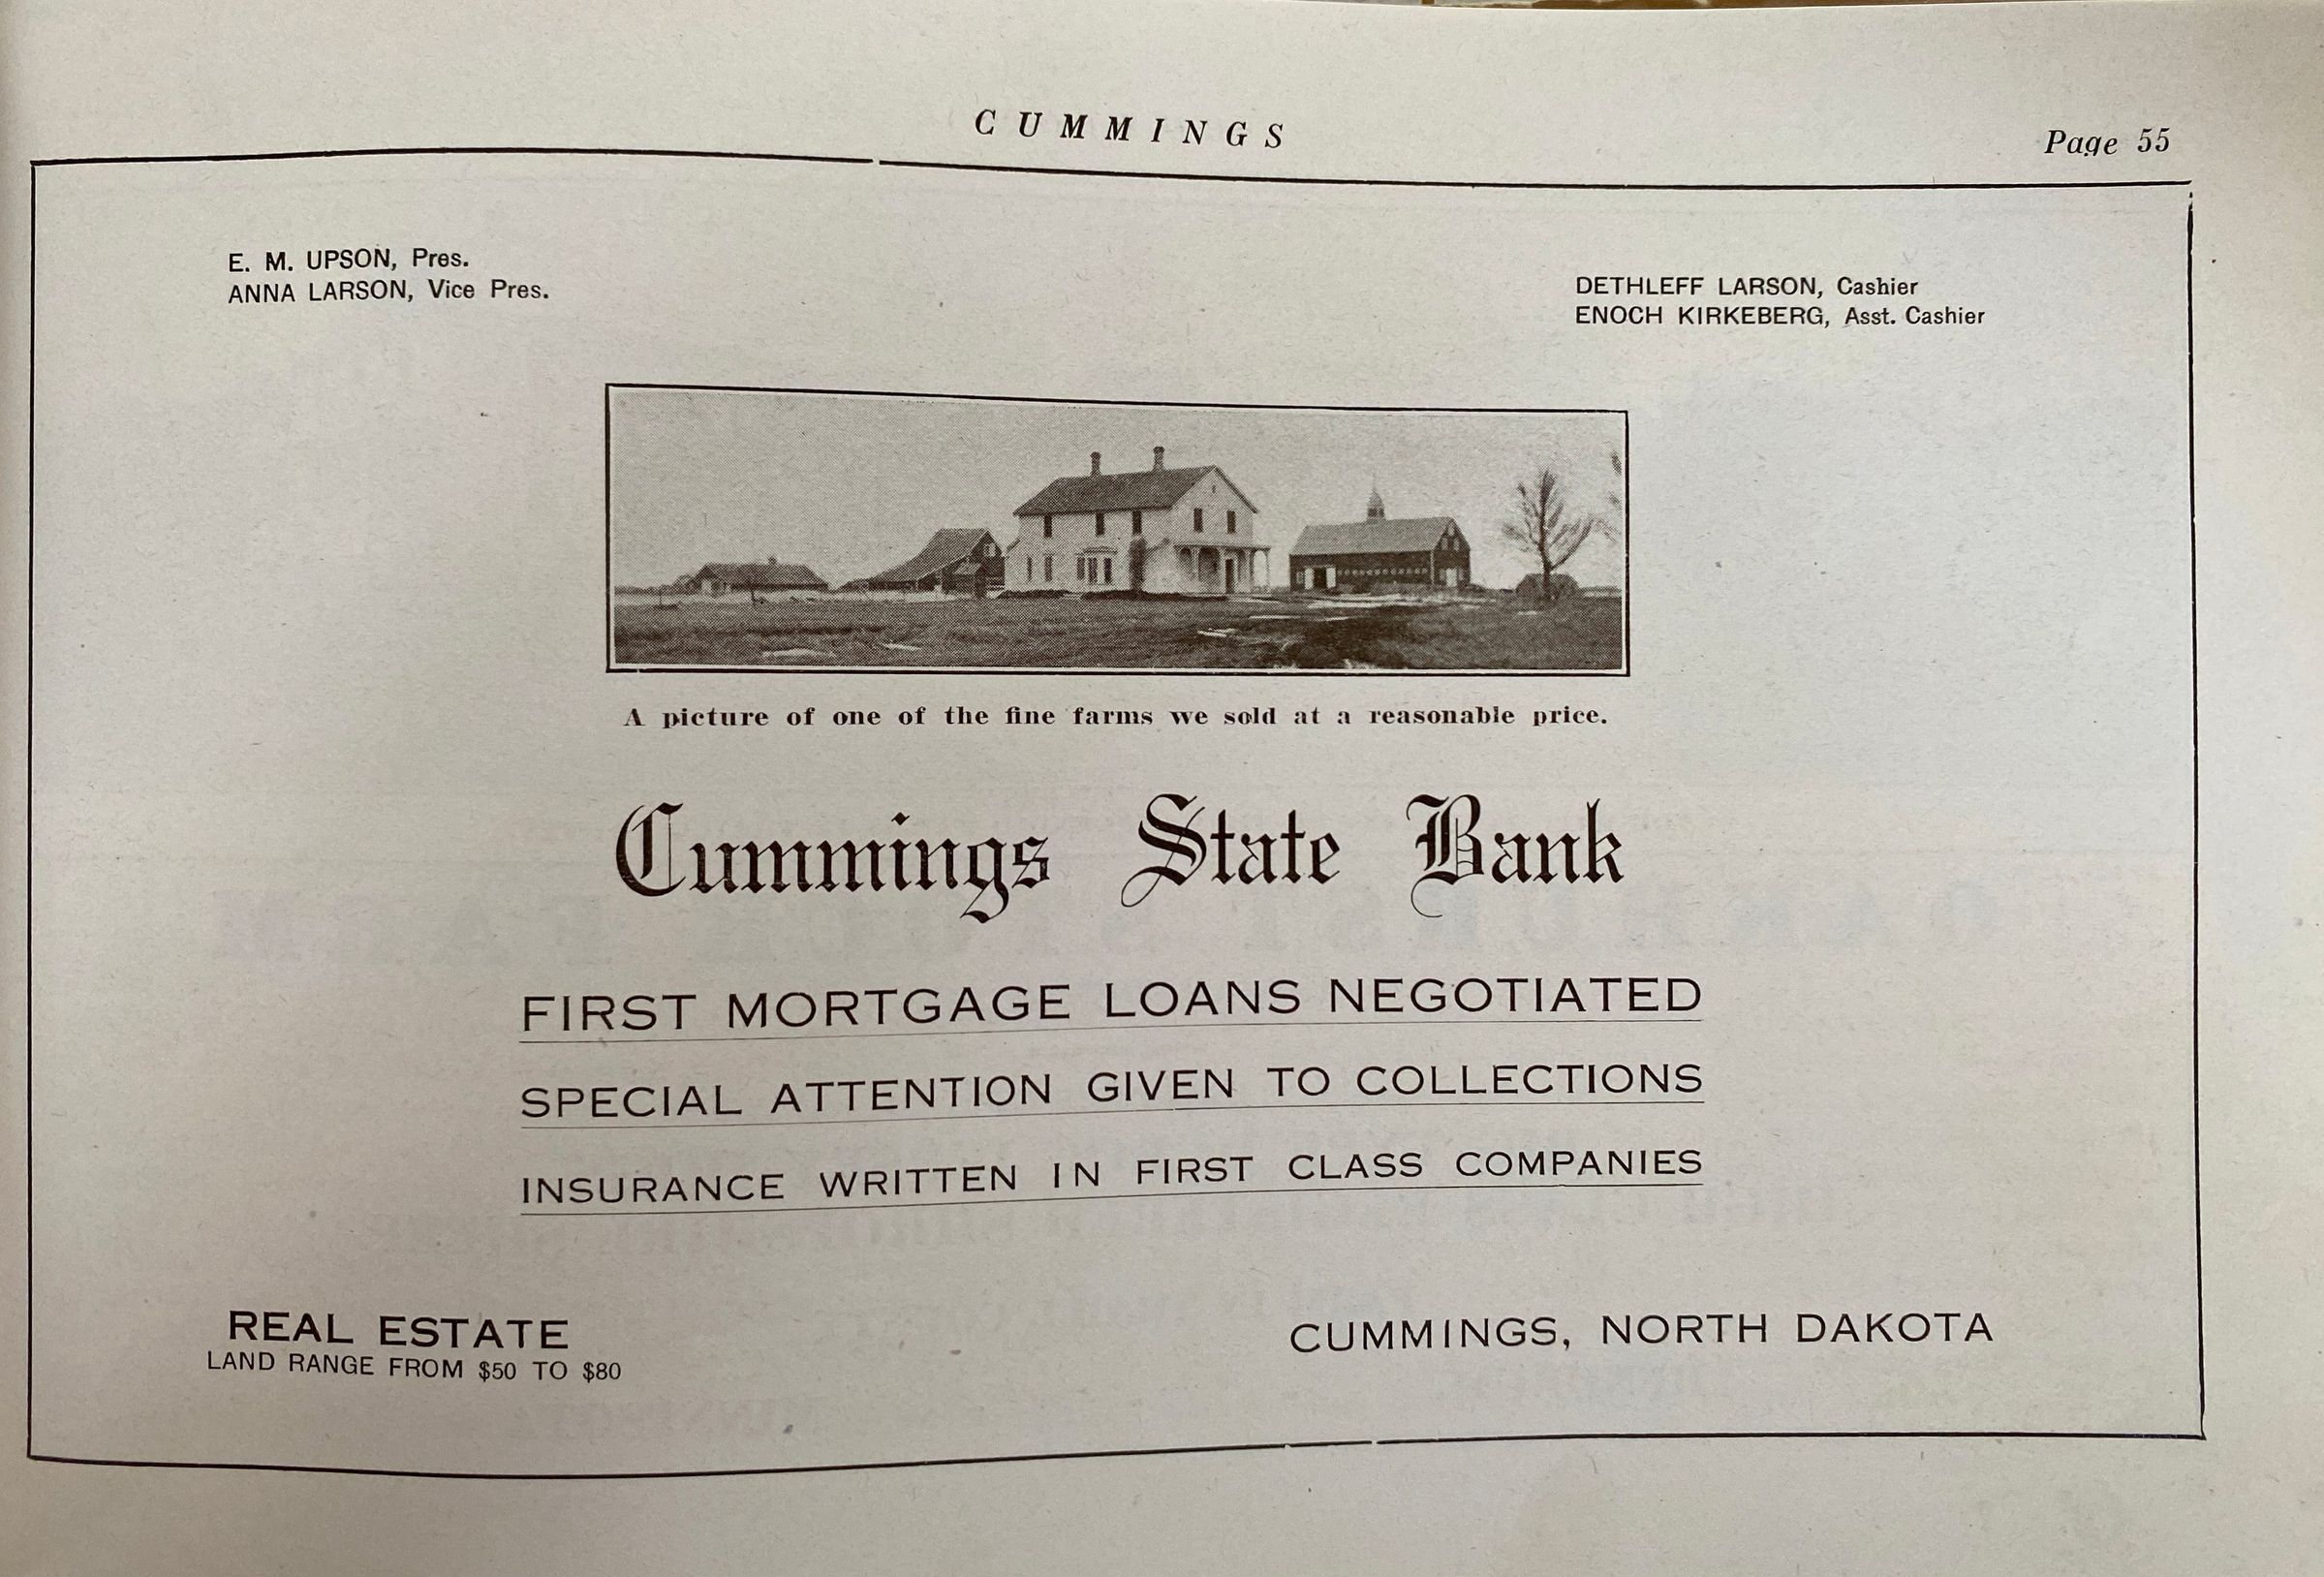 CUMMINGS
Page 55
E. M. UPSON, Pres.
ANNA LARSON, Vice Pres.
DETHLEFF LARSON, Cashier
ENOCH KIRKEBERG, Asst. Cashier
A picture of one of the fine farms we sold at a reasonable price.
Cummings State Bank
FIRST MORTGAGE LOANS NEGOTIATED
SPECIAL ATTENTION GIVEN TO COLLECTIONS
INSURANCE WRITTEN IN FIRST CLASS COMPANIES
REAL ESTATE
LAND RANGE FROM $50 TO $80
CUMMINGS, NORTH DAKOTA